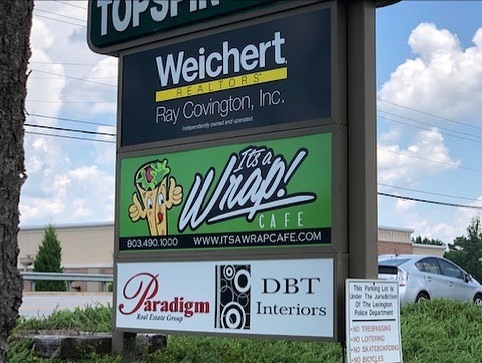 TOPSPIN
Weichert
REALTORS®
Ray Covington, Inc.
Independently owned and operated.
It's a
Wrap!
CAFE
803.490.1000 WWW.ITSAWRAPCAFE.COM
Paradigm
Real Estate Group
DBT
Interiors
This Parking Lot is
Under The Jurisdiction
Of The Lexington
Police Department
•NO TRESPASSING
•NO LOITERING
•NO SKATEBOARDING
•NO BICYCLES